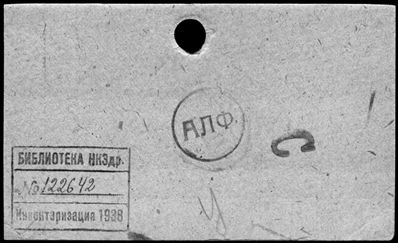 АЛФ.
С
БИБЛИОТЕКА НКЗдр.
№122642
Инвентаризация 1938